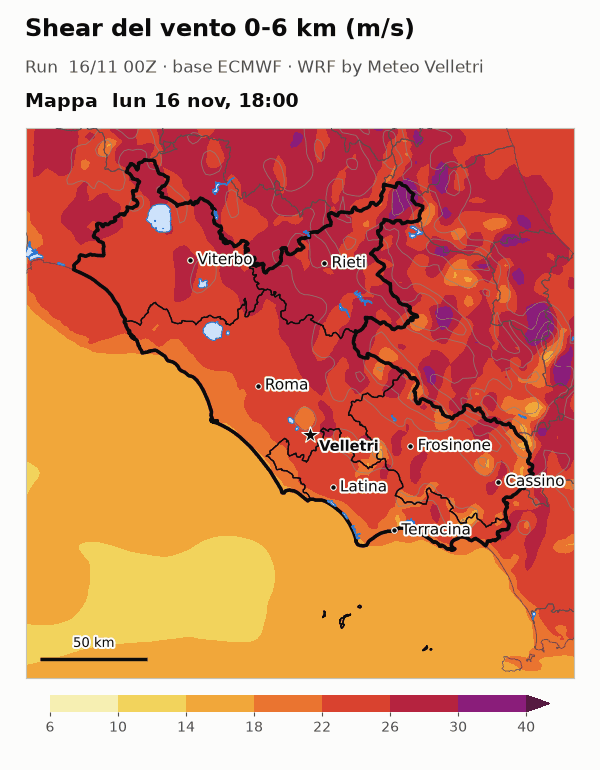 Shear del vento 0-6 km (m/s)
Run  16/11 00Z · base ECMWF · WRF by Meteo Velletri
Mappa  lun 16 nov, 18:00
Viterbo
Rieti
Roma
Velletri
Frosinone
Cassino
Latina
Terracina
50 km
6 10 14 18 22 26 30 40